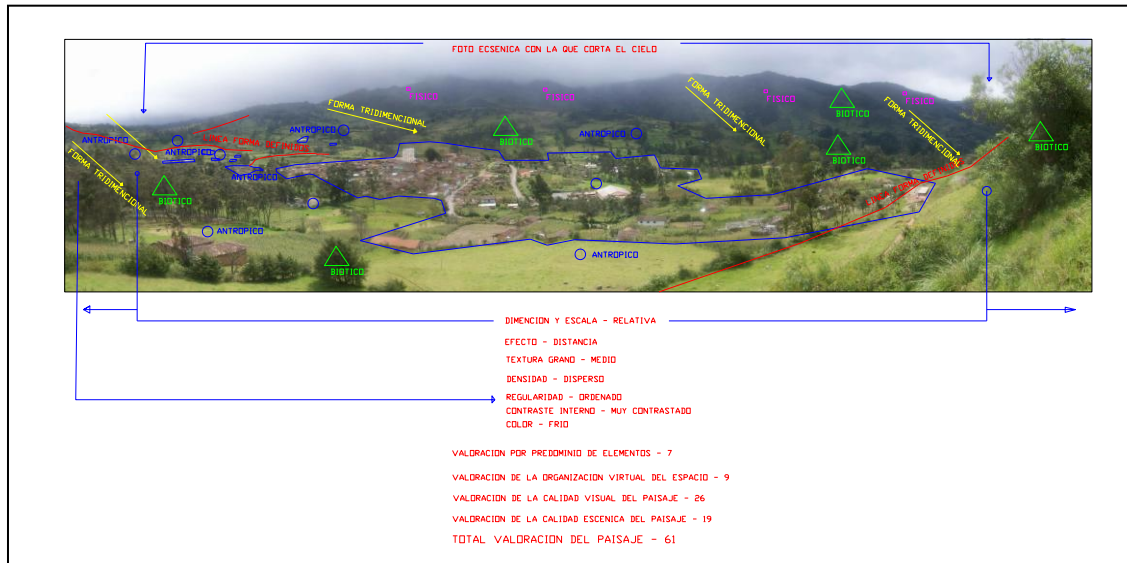 FOTO ECSENICA CON LA QUE CORTA EL CIELO
FISICO
FISICO
FISICO
FISICO
FORMA TRIDIMENCIONAL
FORMA TRIDIMENCIONAL
FORMA TRIDIMENCIONAL
FORMA TRIDIMENCIONAL
ANTROPICO
ANTROPICO
ANTROPICO
ANTROPICO
ANTROPICO
LINEA FORMA DEFINIDA
BIOTICO
BIOTICO
BIOTICO
BIOTICO
LINEA FORMA DEFINIDA
BIOTICO
ANTROPICO
ANTROPICO
BIOTICO
DIMENCION Y ESCALA - RELATIVA
EFECTO - DISTANCIA
TEXTURA GRANO - MEDIO
DENSIDAD - DISPERSO
REGULARIDAD - ORDENADO
CONTRASTE INTERNO - MUY CONTRASTADO
COLOR - FRIO
VALORACION POR PREDOMINIO DE ELEMENTOS - 7
VALORACION DE LA ORGANIZACION VIRTUAL DEL ESPACIO - 9
VALORACION DE LA CALIDAD VISUAL DEL PAISAJE - 26
VALORACION DE LA CALIDAD ESCENICA DEL PAISAJE - 19
TOTAL VALORACION DEL PAISAJE - 61